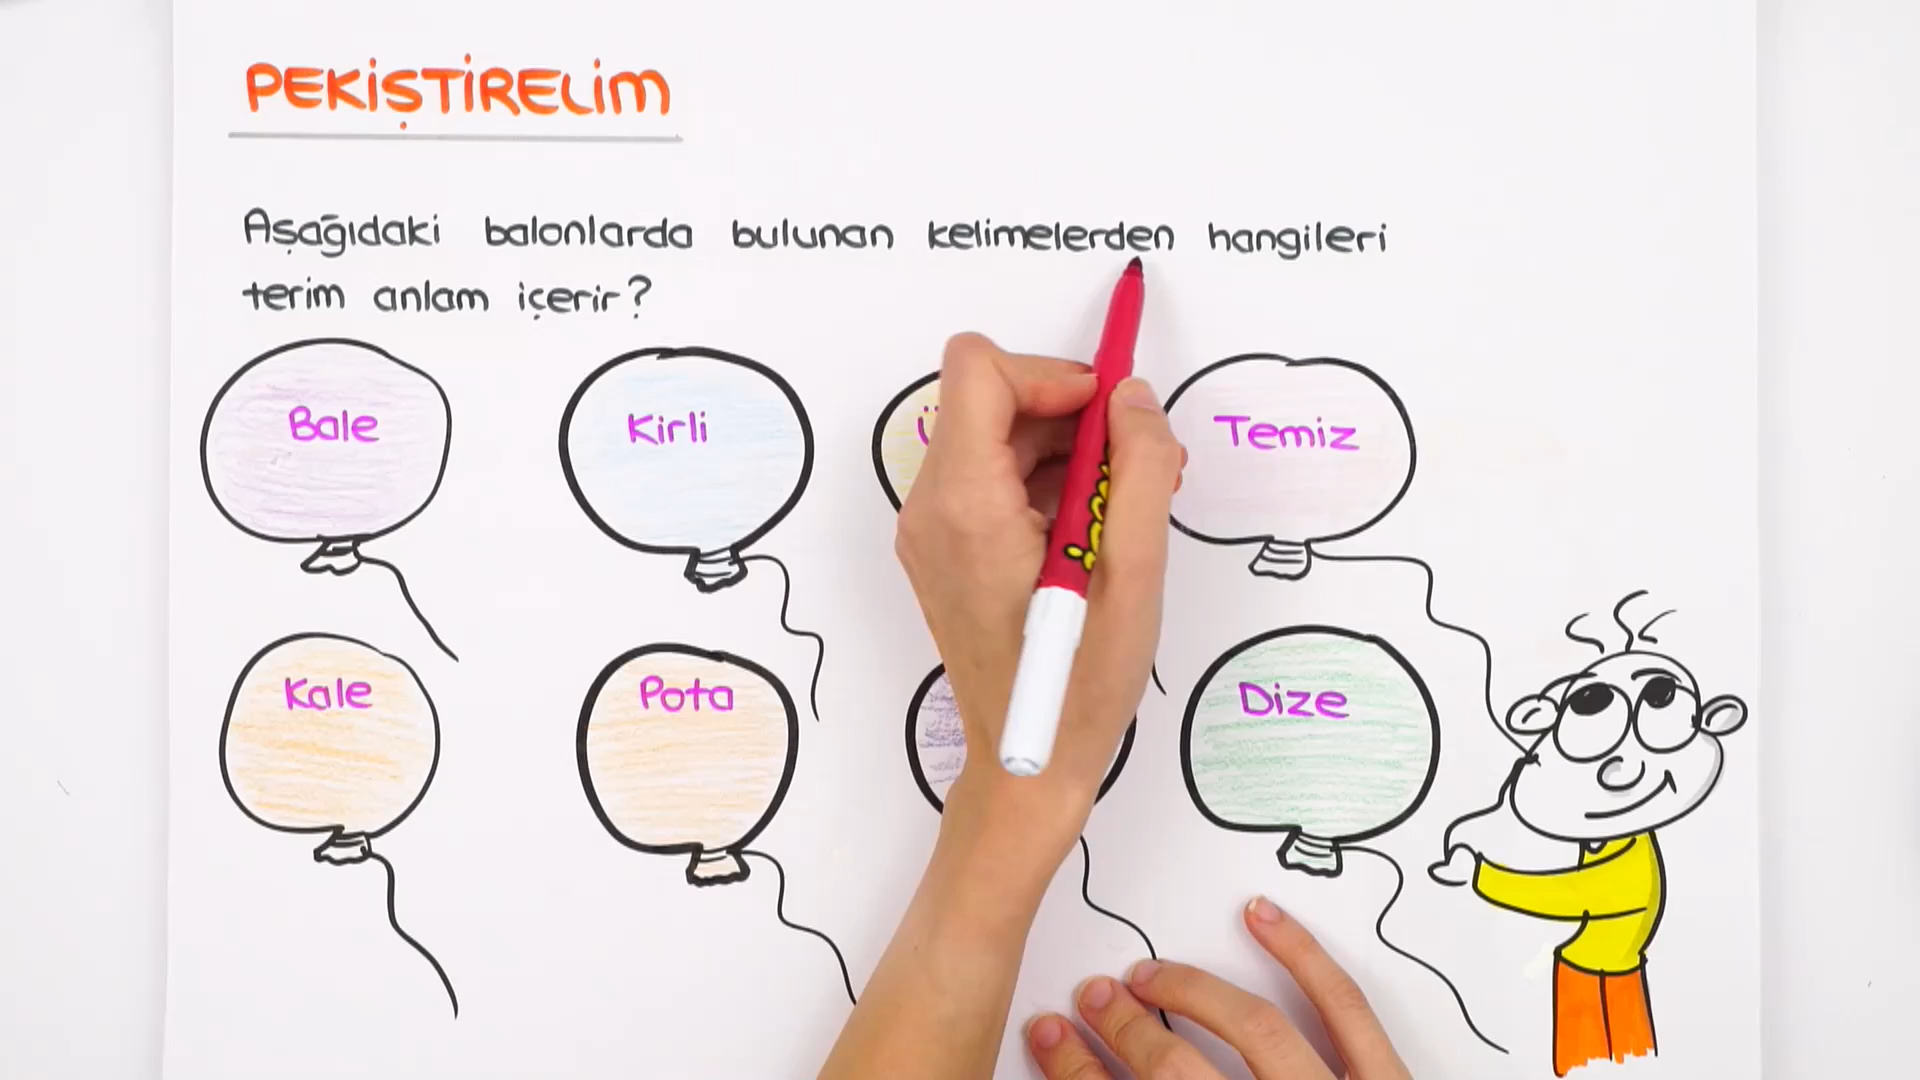 PEKİŞTİRELİM
Aşağıdaki balonlarda bulunan kelimelerden hangileri
terim anlam içerir?
Bale Kirli Temiz
Kale Pota Dize